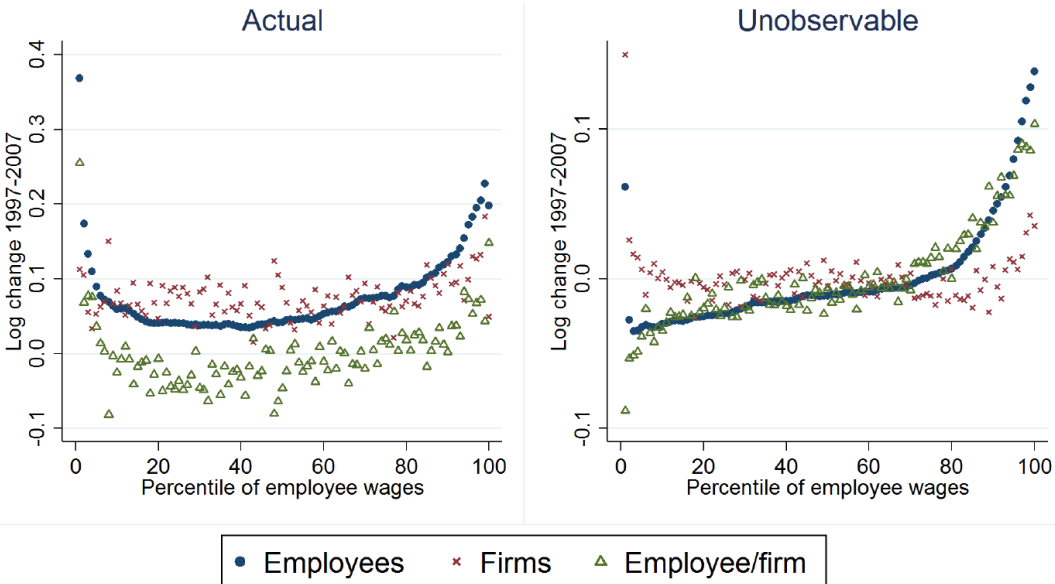 Actual
Unobservable
Log change 1997-2007
0.4
0.3
0.2
0.1
0.0
-0.1
0 20 40 60 80 100
Percentile of employee wages
Log change 1997-2007
0.1
0.0
-0.1
0 20 40 60 80 100
Percentile of employee wages
Employees Firms Employee/firm